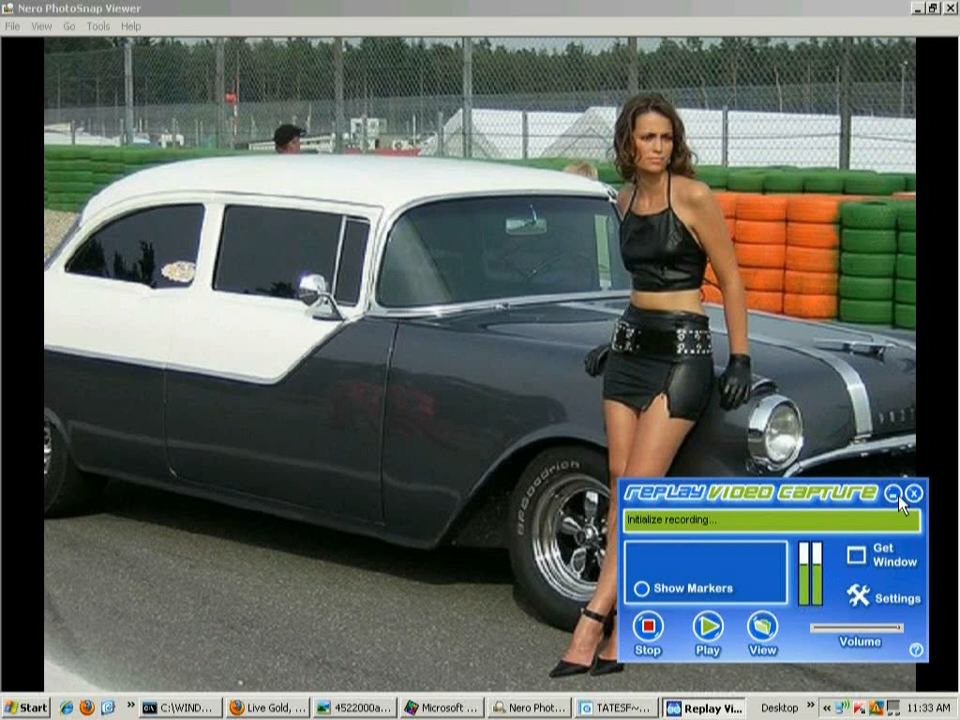 Nero PhotoSnap Viewer
File View Go Tools Help
BFGoodrich
REPLAY VIDEO CAPTURE
Initialize recording...
Get
Window
Show Markers
Settings
Stop Play View Volume
Start C:\WIND... Live Gold, ... 4522000a... Microsoft ... Nero Phot... TATESF~... Replay Vi... Desktop 11:33 AM